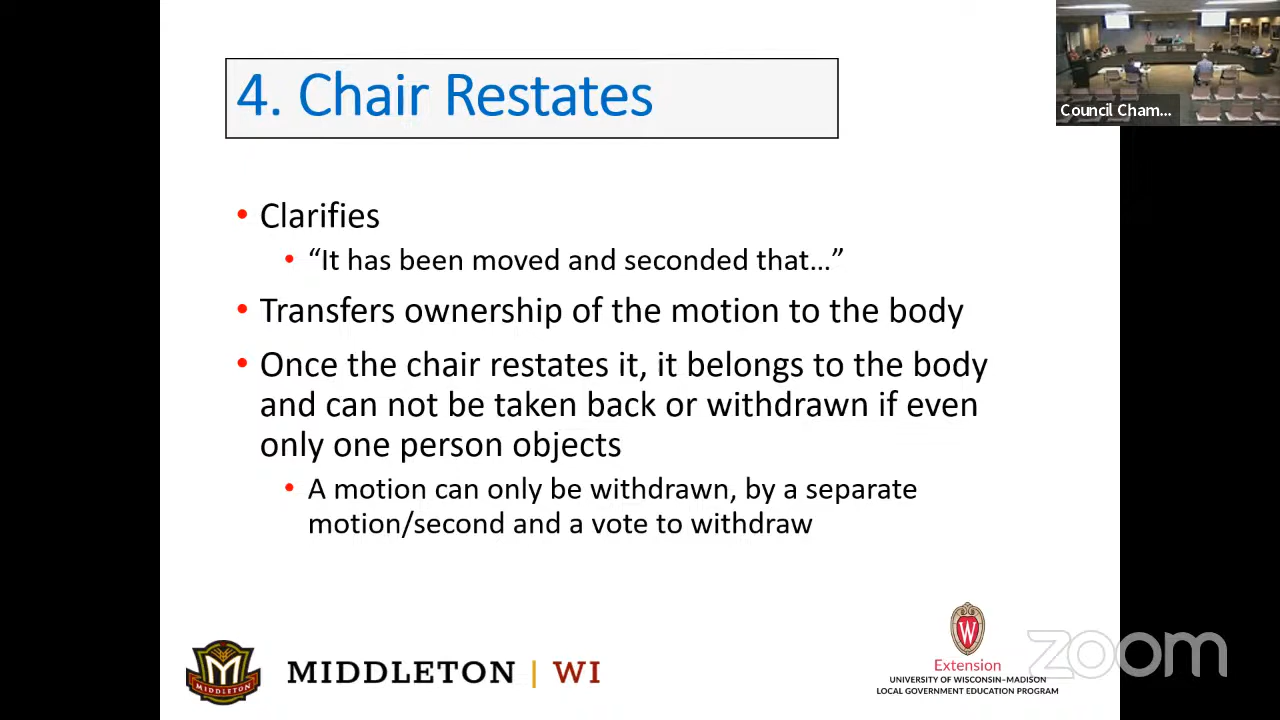 4. Chair Restates
Council Cham...
• Clarifies
• “It has been moved and seconded that…”
• Transfers ownership of the motion to the body
• Once the chair restates it, it belongs to the body
and can not be taken back or withdrawn if even
only one person objects
• A motion can only be withdrawn, by a separate
motion/second and a vote to withdraw
MIDDLETON
MIDDLETON | WI
W
Extension
UNIVERSITY OF WISCONSIN–MADISON
LOCAL GOVERNMENT EDUCATION PROGRAM
zoom